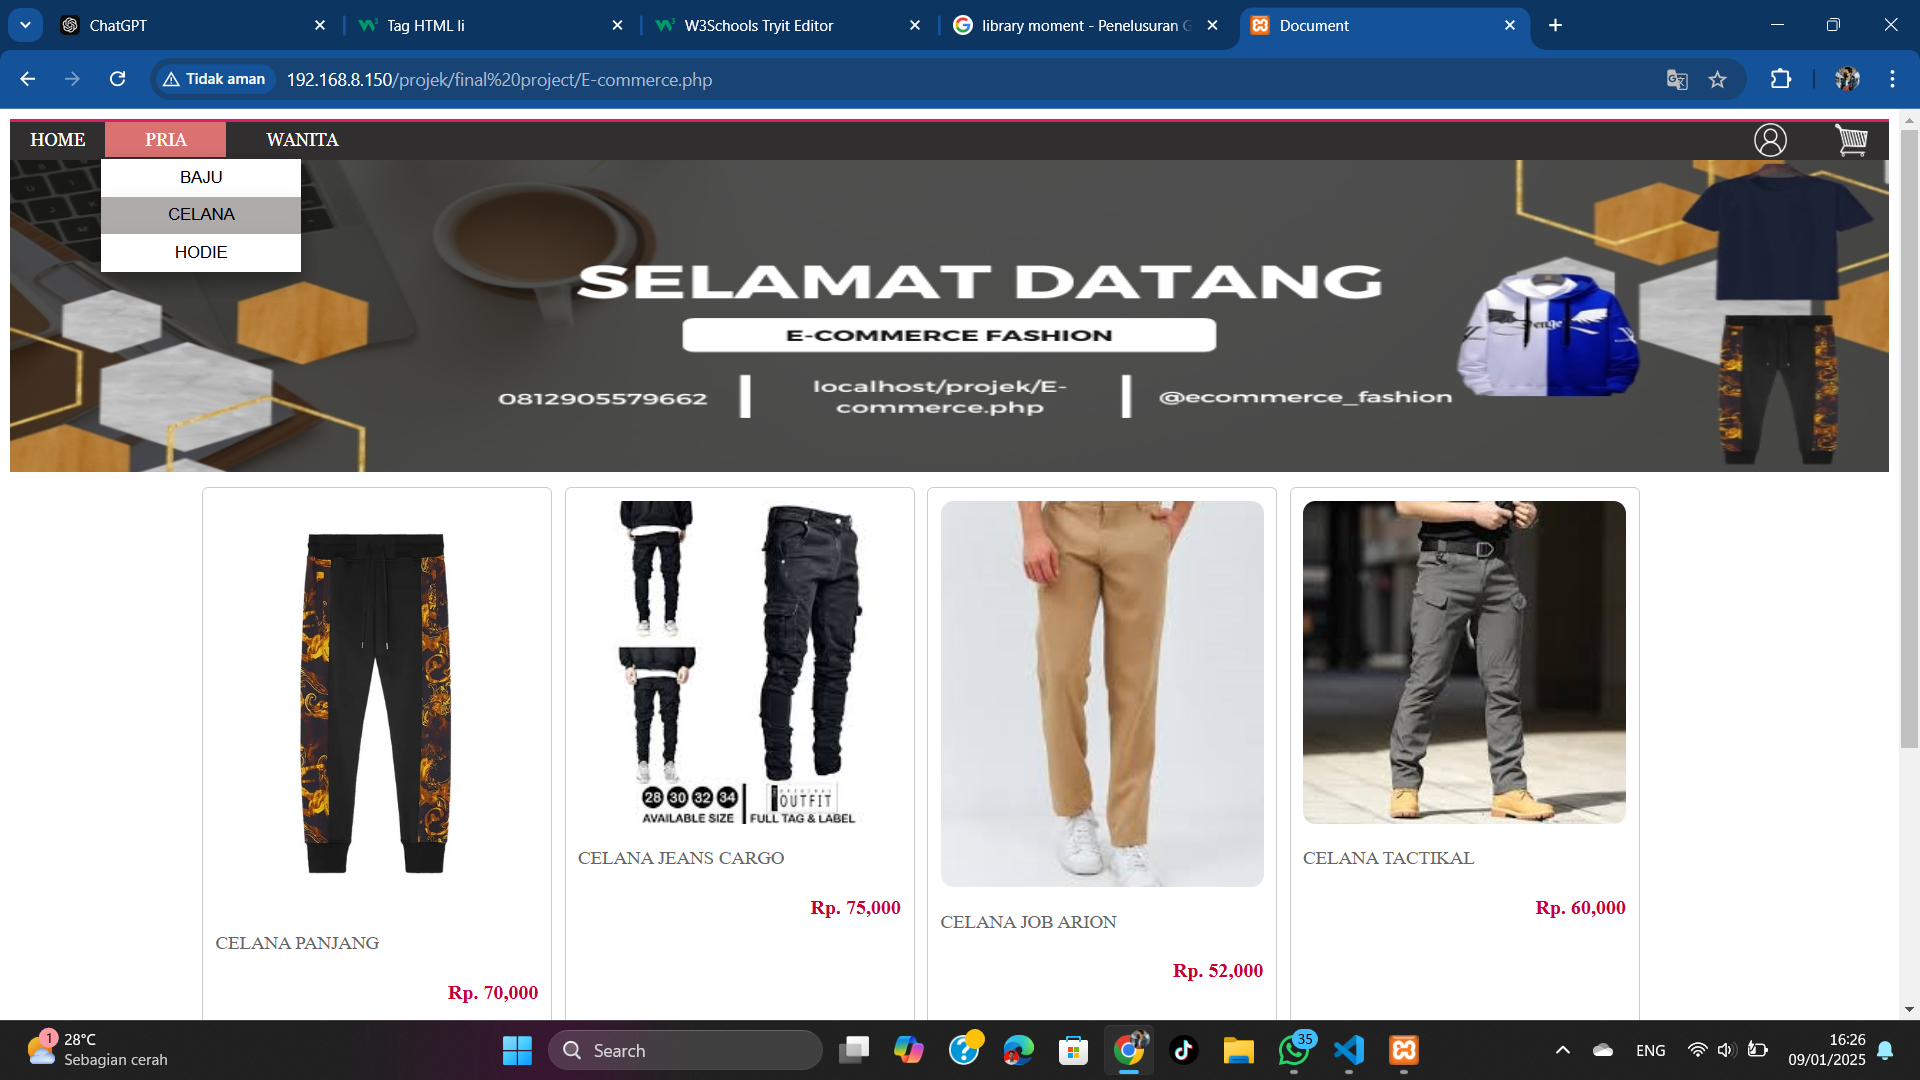 ChatGPT
Tag HTML li
W3Schools Tryit Editor
library moment - Penelusuran G
Document
Tidak aman
192.168.8.150/projek/final%20project/E-commerce.php
HOME
PRIA
WANITA
BAJU
CELANA
HODIE
SELAMAT DATANG
E-COMMERCE FASHION
0812905579662
localhost/projek/E-
commerce.php
@ecommerce_fashion
28 30 32 34
AVAILABLE SIZE
OUTFIT
FULL TAG & LABEL
CELANA PANJANG
Rp. 70,000
CELANA JEANS CARGO
Rp. 75,000
CELANA JOB ARION
Rp. 52,000
CELANA TACTIKAL
Rp. 60,000
1
28°C
Sebagian cerah
Search
35
ENG
16:26
09/01/2025